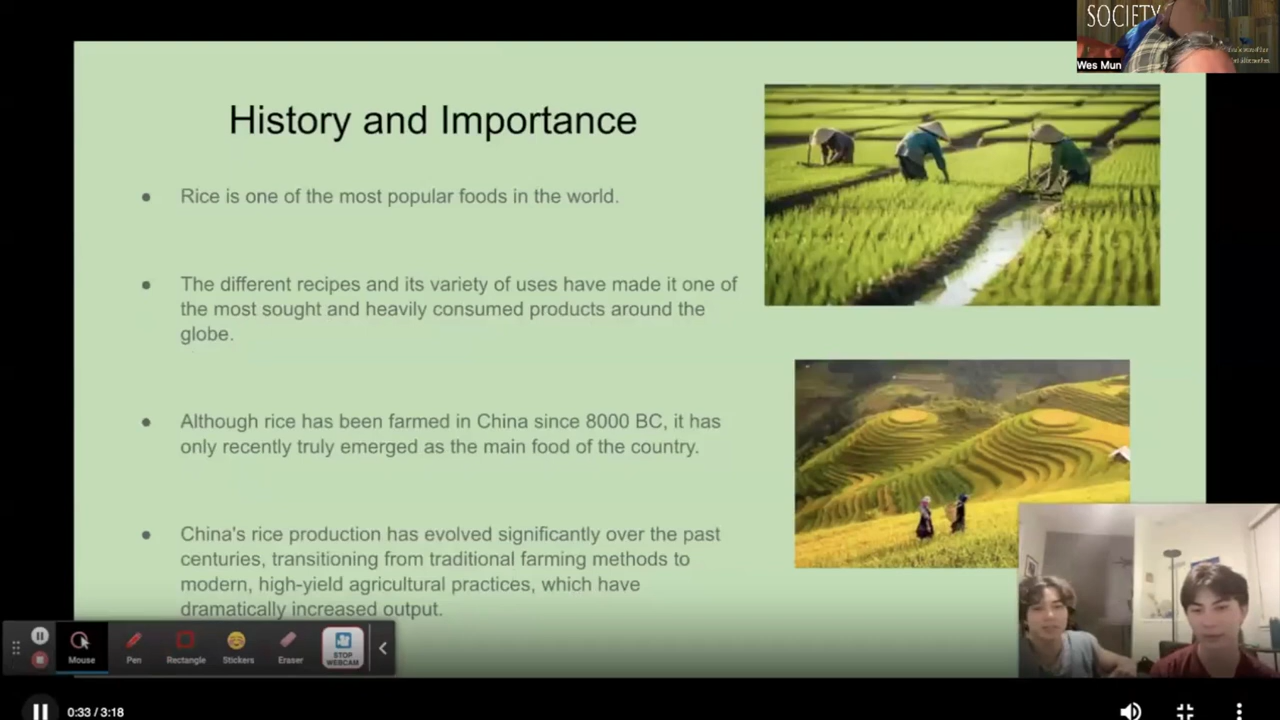 SOCIETY
Wes Mun
History and Importance
● Rice is one of the most popular foods in the world.
● The different recipes and its variety of uses have made it one of
the most sought and heavily consumed products around the
globe.
● Although rice has been farmed in China since 8000 BC, it has
only recently truly emerged as the main food of the country.
● China's rice production has evolved significantly over the past
centuries, transitioning from traditional farming methods to
modern, high-yield agricultural practices, which have
dramatically increased output.
Mouse
Pen
Rectangle
Stickers
Eraser
STOP
WEBCAM
0:33 / 3:18